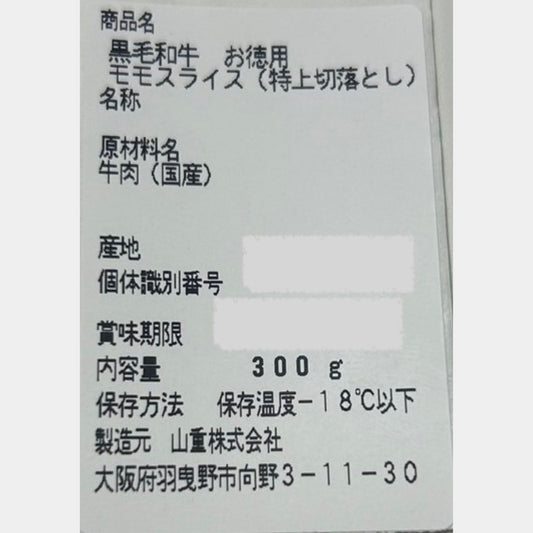 商品名
黒毛和牛　お徳用
モモスライス（特上切落とし）
名称
原材料名
牛肉（国産）
産地
個体識別番号
賞味期限
内容量　300 g
保存方法　保存温度－１８℃以下
製造元　山重株式会社
大阪府羽曳野市向野３－１１－３０